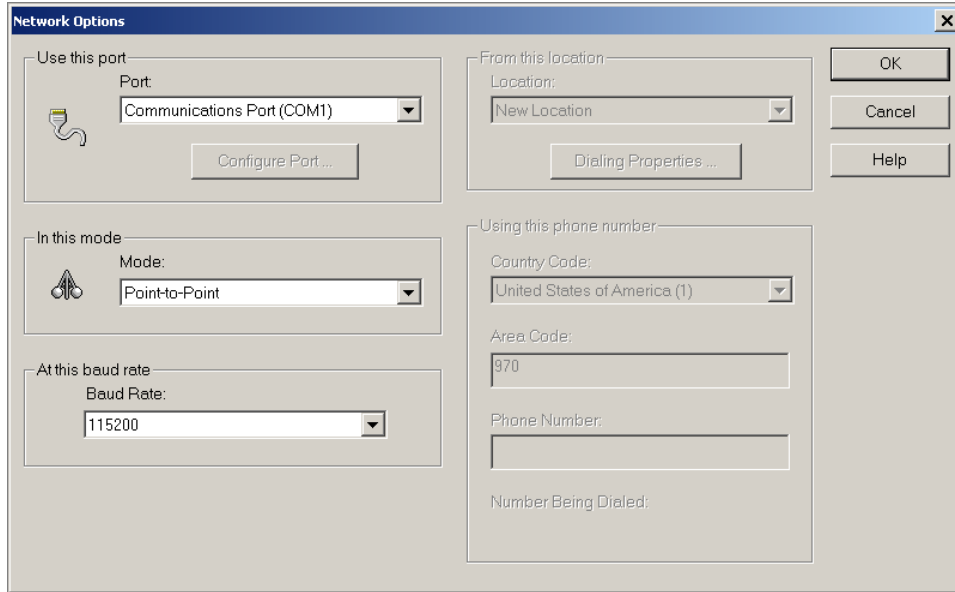 Network Options
Use this port
Port:
Communications Port (COM1)
Configure Port ...
In this mode
Mode:
Point-to-Point
At this baud rate
Baud Rate:
115200
From this location
Location:
New Location
Dialing Properties ...
Using this phone number
Country Code:
United States of America (1)
Area Code:
970
Phone Number:
Number Being Dialed:
OK
Cancel
Help